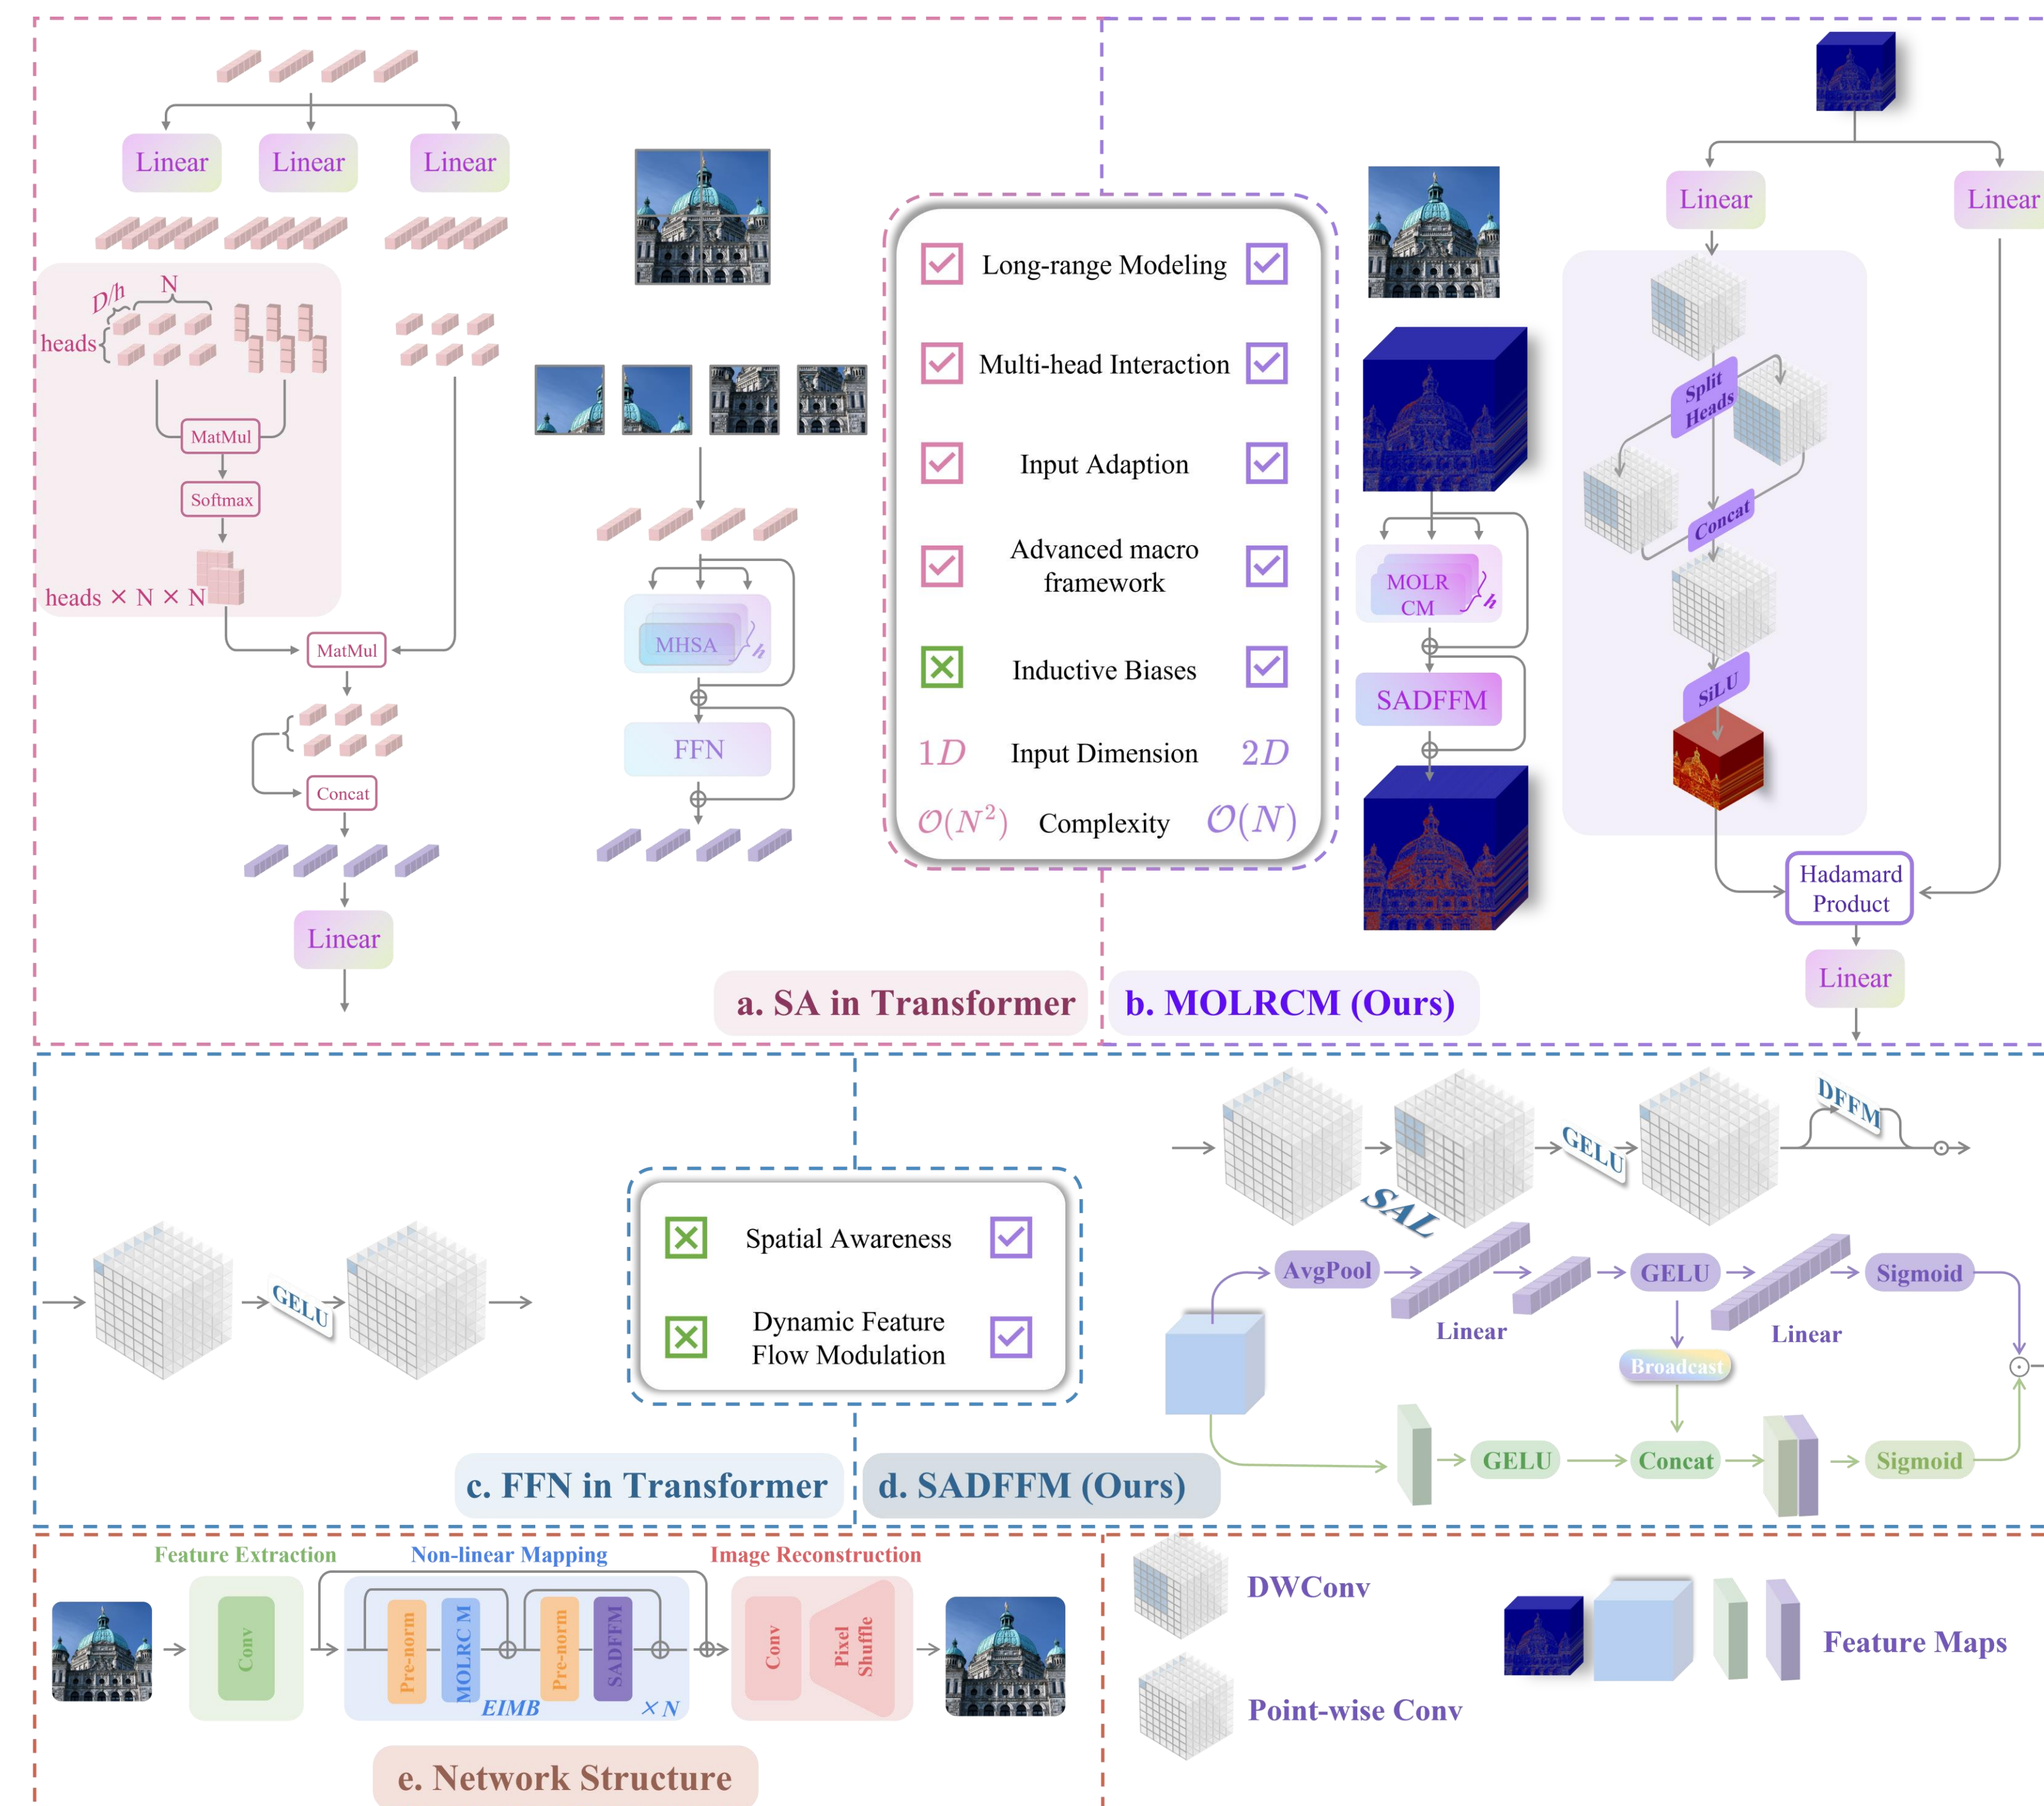 Linear
Linear
Linear
D/h
N
heads
MatMul
Softmax
heads × N × N
MatMul
Concat
Linear
MHSA
h
FFN
a. SA in Transformer
Long-range Modeling
Multi-head Interaction
Input Adaption
Advanced macro
framework
Inductive Biases
1D Input Dimension 2D
O(N²) Complexity O(N)
MOLR
CM
h
SADFFM
b. MOLRCM (Ours)
Linear
Linear
Split
Heads
Concat
SiLU
Hadamard
Product
Linear
GELU
Spatial Awareness
Dynamic Feature
Flow Modulation
c. FFN in Transformer
d. SADFFM (Ours)
SAL
GELU
DFFM
AvgPool
Linear
GELU
Linear
Sigmoid
Broadcast
GELU
Concat
Sigmoid
Feature Extraction
Non-linear Mapping
Image Reconstruction
Conv
Pre-norm
MOLRC M
EIMB
Pre-norm
SADFFM
× N
Conv
Pixel
Shuffle
e. Network Structure
DWConv
Point-wise Conv
Feature Maps